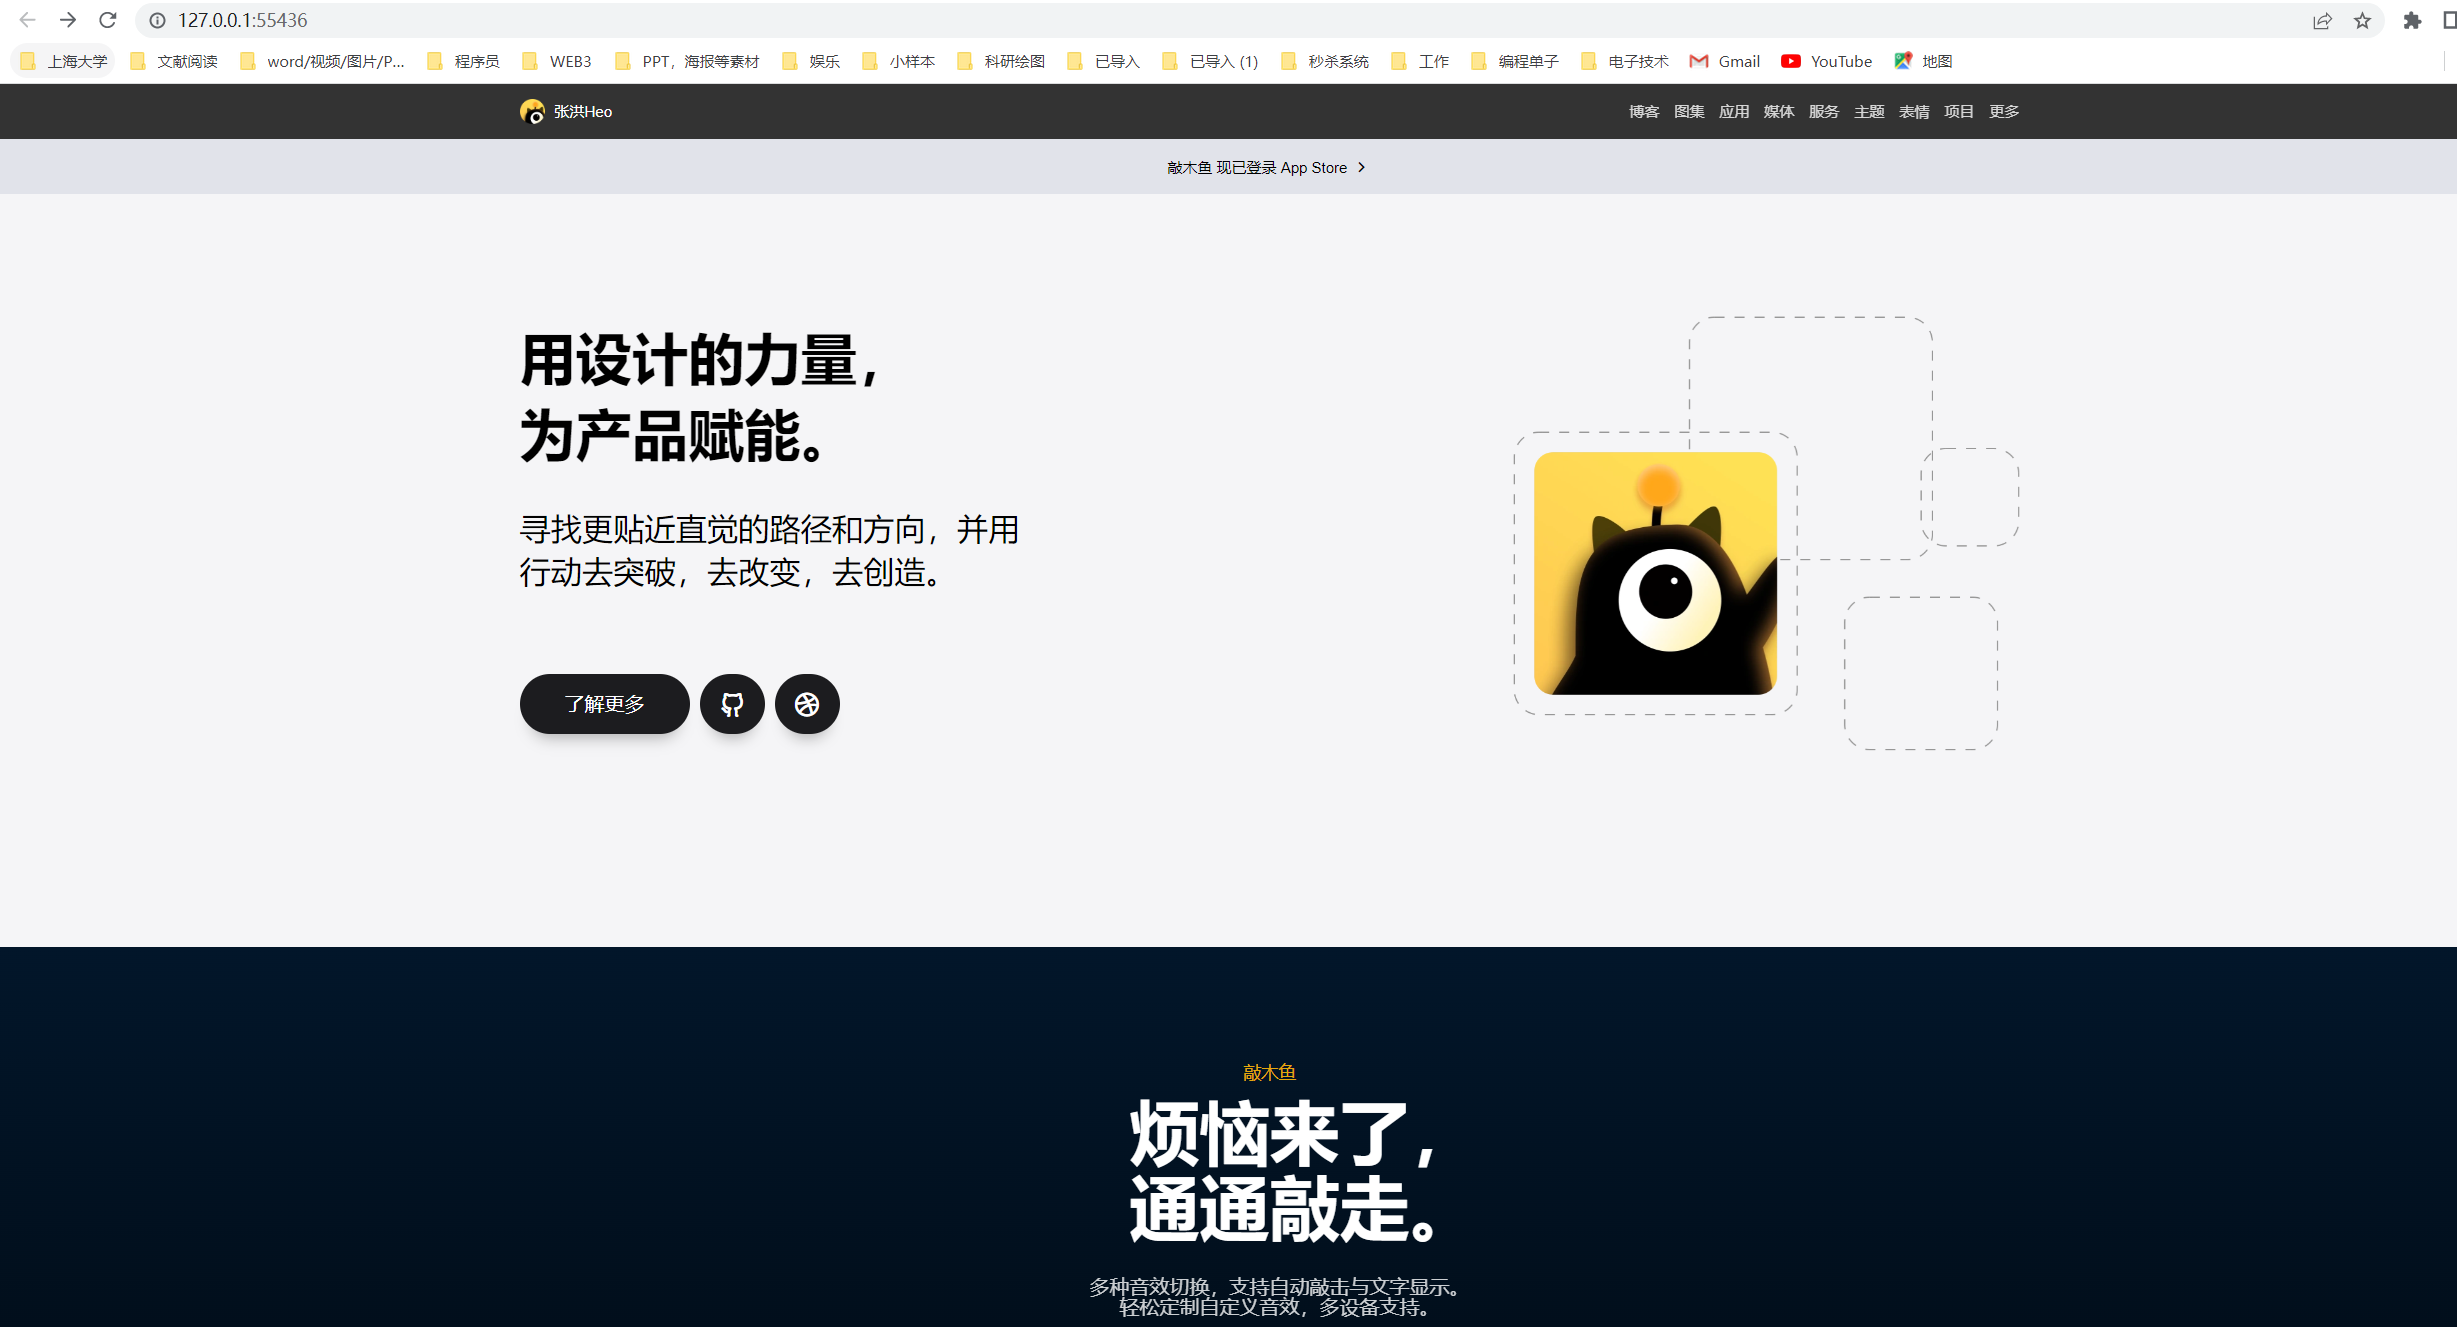 127.0.0.1:55436
上海大学 文献阅读 word/视频/图片/P... 程序员 WEB3 PPT，海报等素材 娱乐 小样本 科研绘图 已导入 已导入 (1) 秒杀系统 工作 编程单子 电子技术 Gmail YouTube 地图
张洪Heo 博客 图集 应用 媒体 服务 主题 表情 项目 更多
敲木鱼 现已登录 App Store
用设计的力量，
为产品赋能。
寻找更贴近直觉的路径和方向，并用
行动去突破，去改变，去创造。
了解更多
敲木鱼
烦恼来了，
通通敲走。
多种音效切换，支持自动敲击与文字显示。
轻松定制自定义音效，多设备支持。